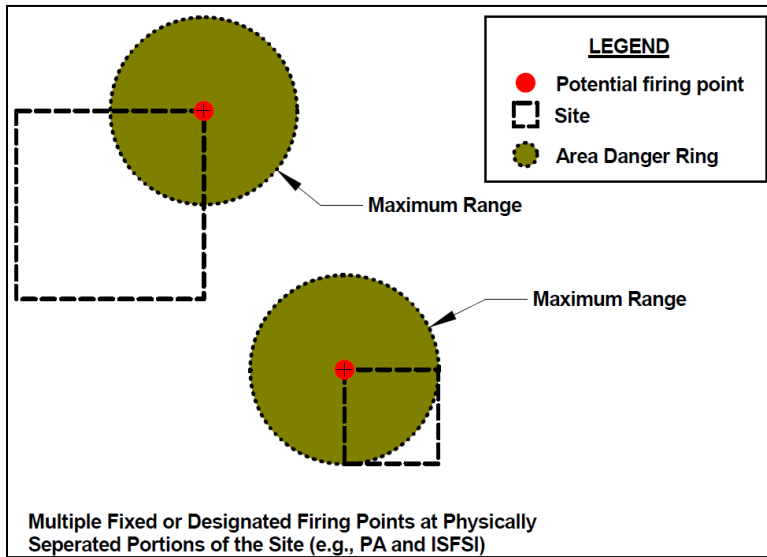 LEGEND
Potential firing point
Site
Area Danger Ring
Maximum Range
Maximum Range
Multiple Fixed or Designated Firing Points at Physically
Seperated Portions of the Site (e.g., PA and ISFSI)